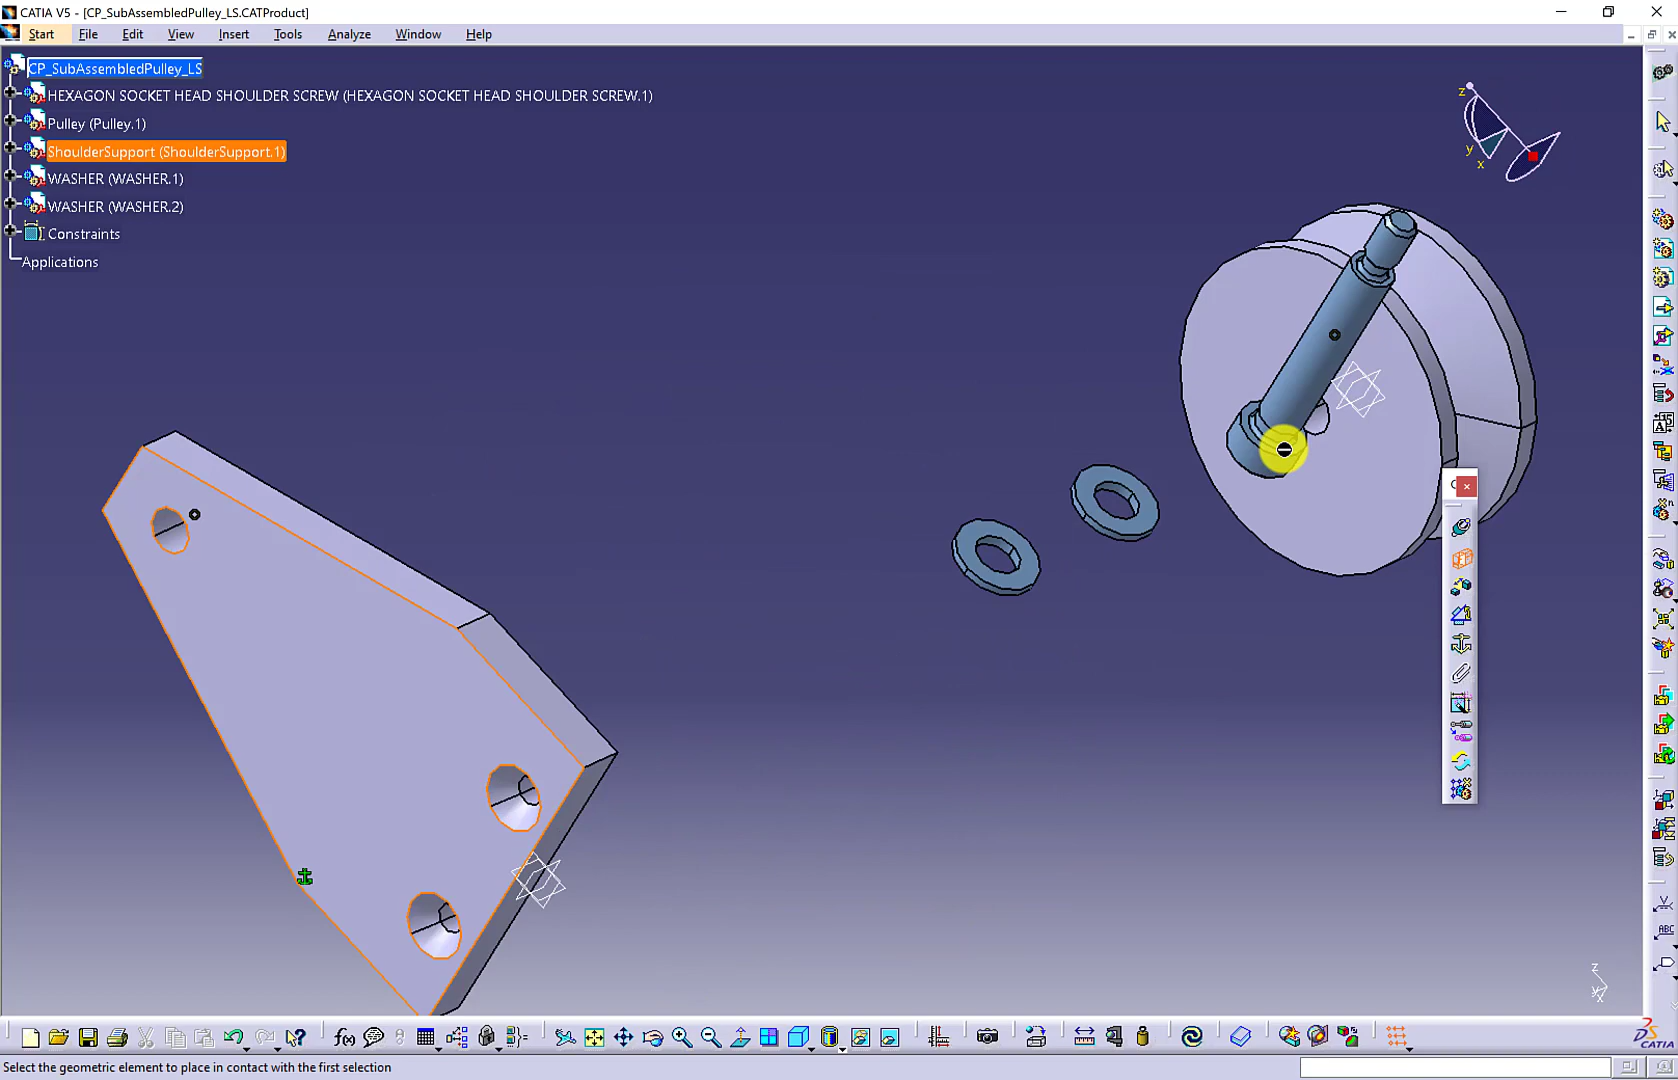 CATIA V5 - [CP_SubAssembledPulley_LS.CATProduct]
Start File Edit View Insert Tools Analyze Window Help
CP_SubAssembledPulley_LS
HEXAGON SOCKET HEAD SHOULDER SCREW (HEXAGON SOCKET HEAD SHOULDER SCREW.1)
Pulley (Pulley.1)
ShoulderSupport (ShoulderSupport.1)
WASHER (WASHER.1)
WASHER (WASHER.2)
Constraints
Applications
z
y
x
z
y
x
ABC
CATIA
Select the geometric element to place in contact with the first selection